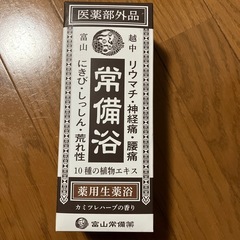 医薬部外品
越中
富山
常備浴
リウマチ・神経痛・腰痛
にきび・しっしん・荒れ性
10種の植物エキス
薬用生薬浴
カミツレハーブの香り
富山常備薬